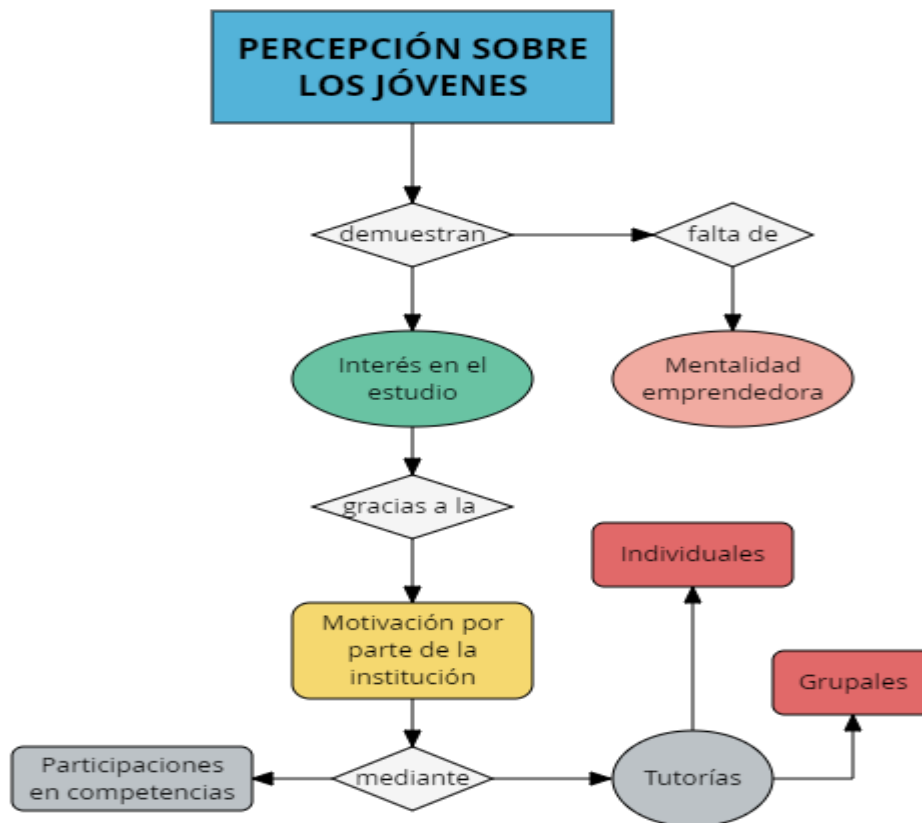 PERCEPCIÓN SOBRE
LOS JÓVENES
demuestran
falta de
Interés en el
estudio
Mentalidad
emprendedora
gracias a la
Individuales
Motivación por
parte de la
institución
Grupales
Participaciones
en competencias
mediante
Tutorías